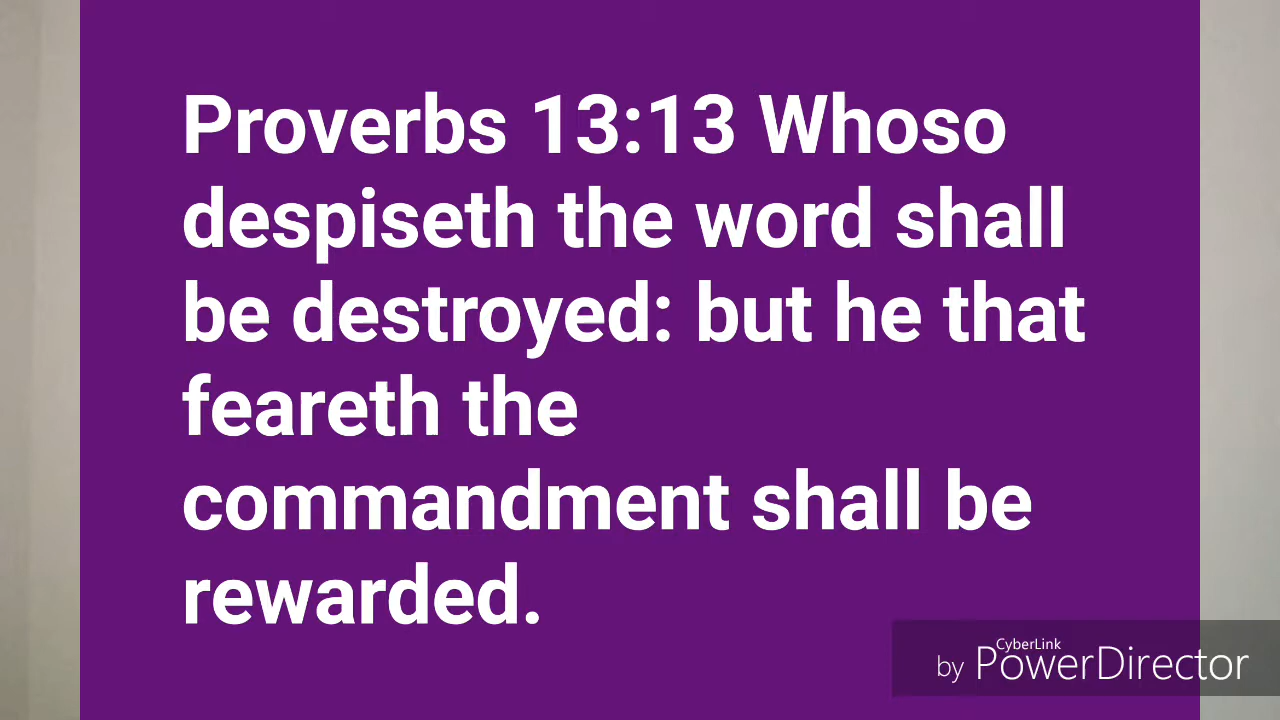 Proverbs 13:13 Whoso
despiseth the word shall
be destroyed: but he that
feareth the
commandment shall be
rewarded.
CyberLink
by PowerDirector